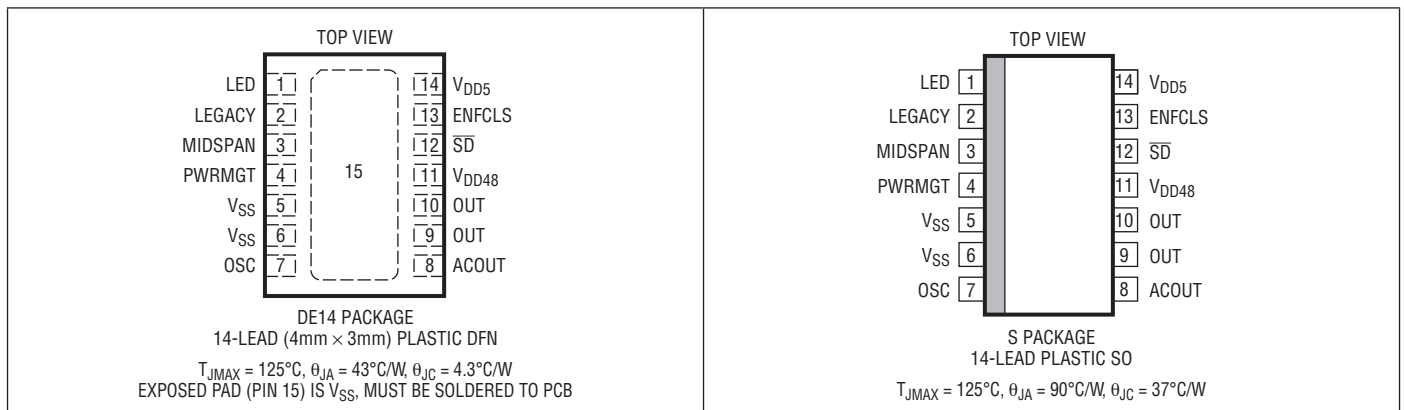 TOP VIEW
LED 1 14 VDD5
LEGACY 2 13 ENFCLS
MIDSPAN 3 12 S̅D̅
PWRMGT 4 15 11 VDD48
VSS 5 10 OUT
VSS 6 9 OUT
OSC 7 8 ACOUT
DE14 PACKAGE
14-LEAD (4mm × 3mm) PLASTIC DFN
TJMAX = 125°C, θJA = 43°C/W, θJC = 4.3°C/W
EXPOSED PAD (PIN 15) IS VSS, MUST BE SOLDERED TO PCB
TOP VIEW
LED 1 14 VDD5
LEGACY 2 13 ENFCLS
MIDSPAN 3 12 S̅D̅
PWRMGT 4 11 VDD48
VSS 5 10 OUT
VSS 6 9 OUT
OSC 7 8 ACOUT
S PACKAGE
14-LEAD PLASTIC SO
TJMAX = 125°C, θJA = 90°C/W, θJC = 37°C/W